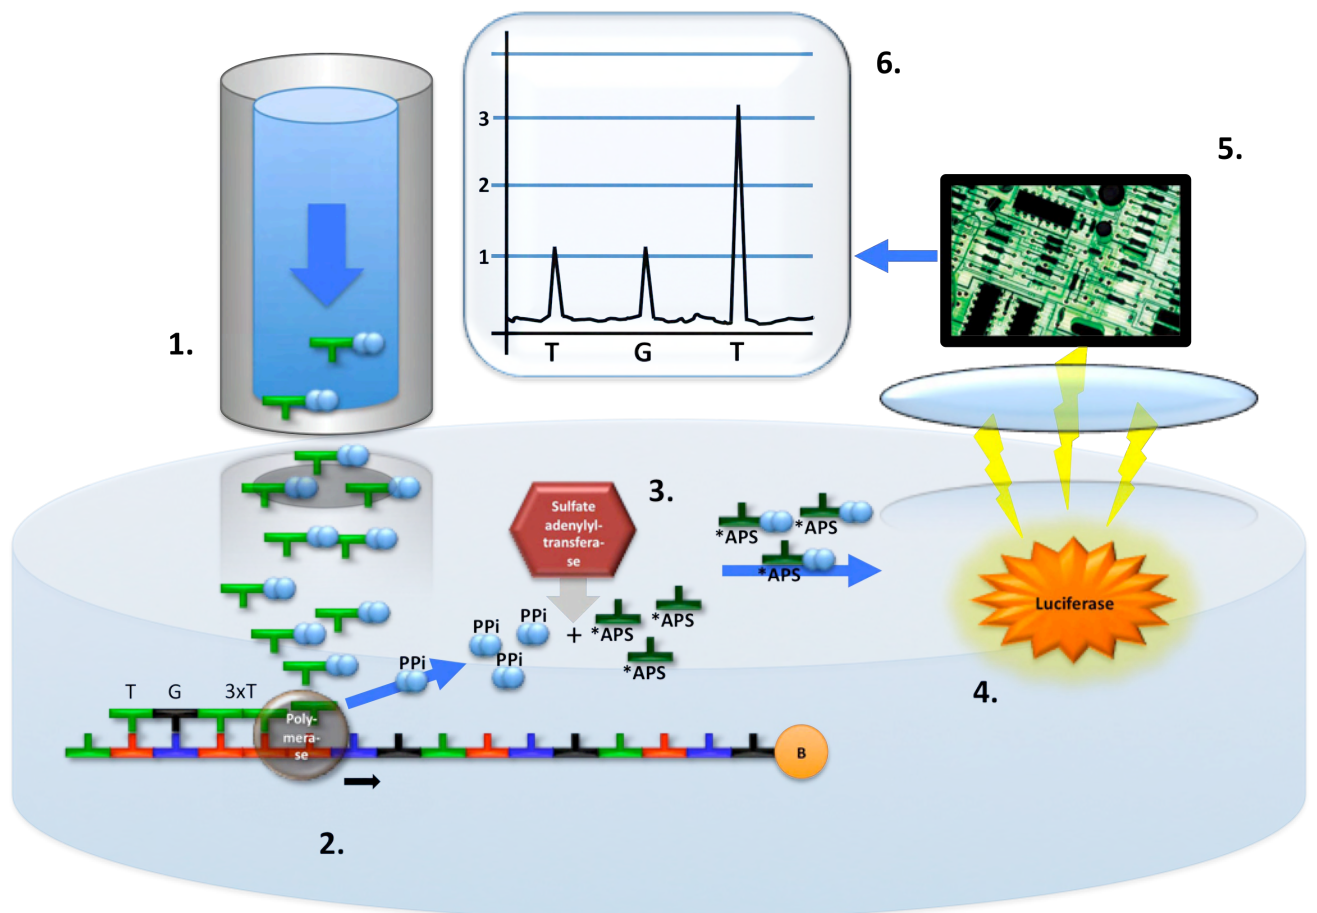 1.
3
2
1
T G T
6.
5.
Sulfate
adenylyl-
transfera-
se
3.
*APS
*APS
*APS
Luciferase
4.
PPi
PPi
PPi
PPi
+
*APS
*APS
*APS
T G 3xT
Poly-
mera-
se
B
2.